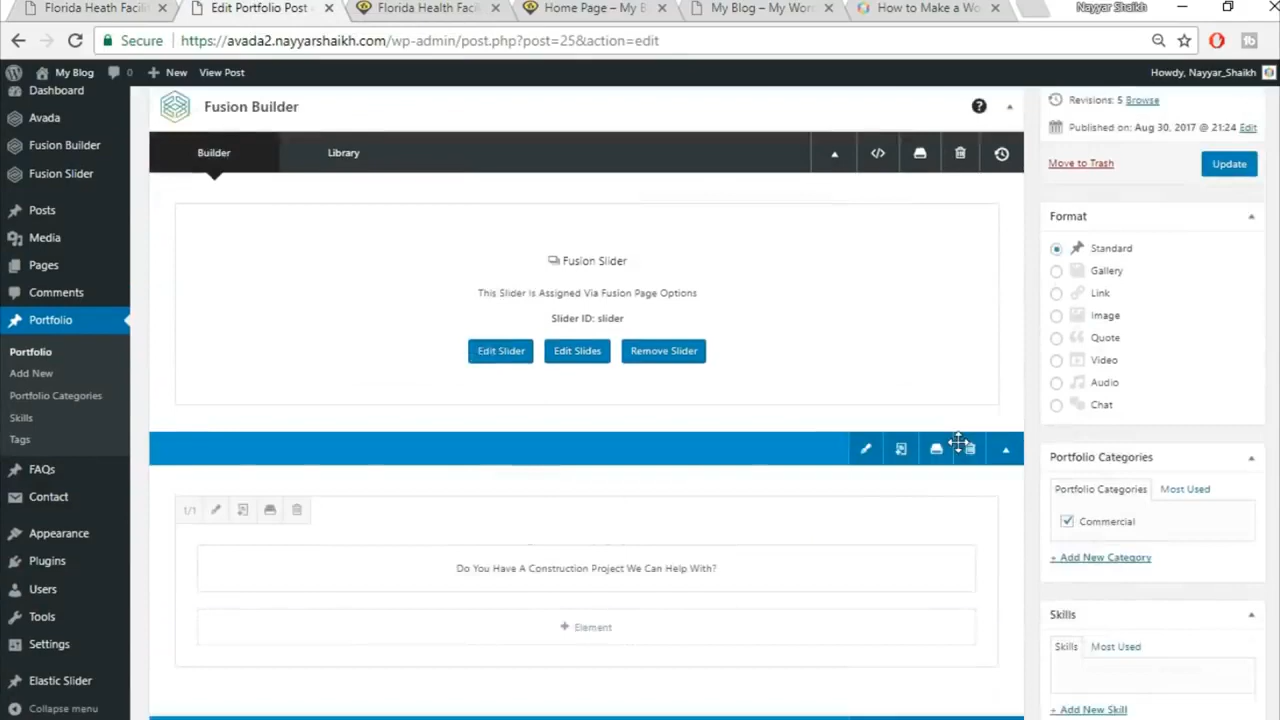 Florida Heath Facili
Edit Portfolio Post
Florida Health Faci
Home Page – My B
My Blog – My Wor
How to Make a Wo
Nayyar Shaikh
Secure
https://avada2.nayyarshaikh.com/wp-admin/post.php?post=25&action=edit
My Blog
0
New
View Post
Howdy, Nayyar_Shaikh
Dashboard
Avada
Fusion Builder
Fusion Slider
Posts
Media
Pages
Comments
Portfolio
Portfolio
Add New
Portfolio Categories
Skills
Tags
FAQs
Contact
Appearance
Plugins
Users
Tools
Settings
Elastic Slider
Collapse menu
Fusion Builder
Builder
Library
Fusion Slider
This Slider Is Assigned Via Fusion Page Options
Slider ID: slider
Edit Slider
Edit Slides
Remove Slider
1/1
Do You Have A Construction Project We Can Help With?
+ Element
Revisions: 5 Browse
Published on: Aug 30, 2017 @ 21:24 Edit
Move to Trash
Update
Format
Standard
Gallery
Link
Image
Quote
Video
Audio
Chat
Portfolio Categories
Portfolio Categories
Most Used
Commercial
+ Add New Category
Skills
Skills
Most Used
+ Add New Skill